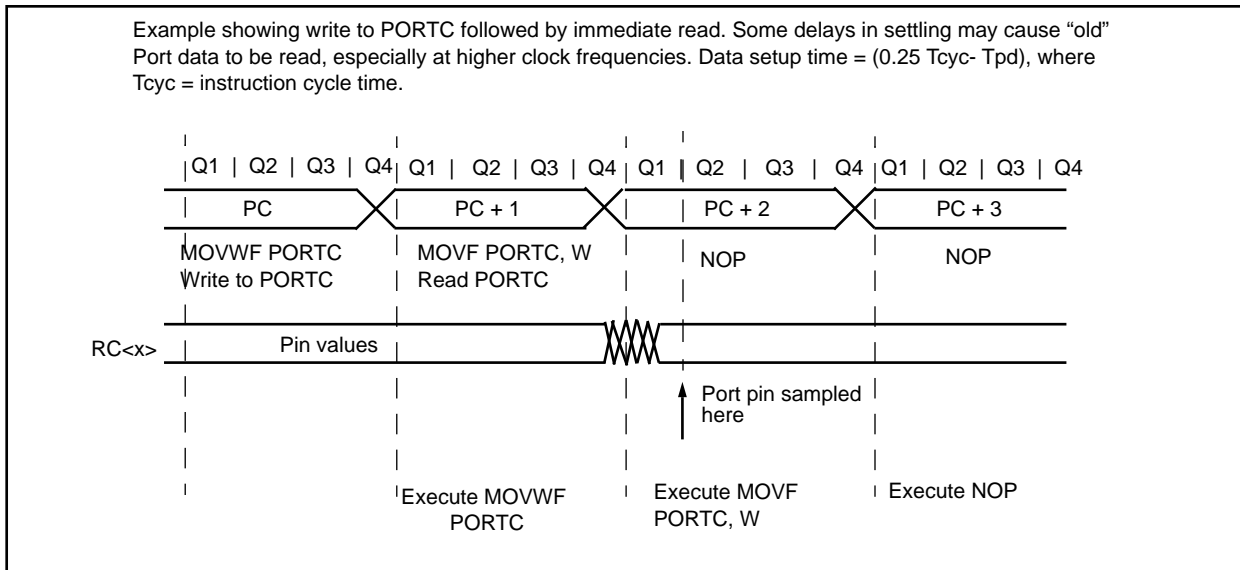 Example showing write to PORTC followed by immediate read. Some delays in settling may cause “old”
Port data to be read, especially at higher clock frequencies. Data setup time = (0.25 Tcyc- Tpd), where
Tcyc = instruction cycle time.
Q1 | Q2 | Q3 | Q4 Q1 | Q2 | Q3 | Q4 Q1 | Q2 | Q3 | Q4 Q1 | Q2 | Q3 | Q4
PC PC + 1 PC + 2 PC + 3
MOVWF PORTC MOVF PORTC, W NOP NOP
Write to PORTC Read PORTC
RC<x> Pin values
Port pin sampled
here
Execute MOVWF Execute MOVF Execute NOP
PORTC PORTC, W